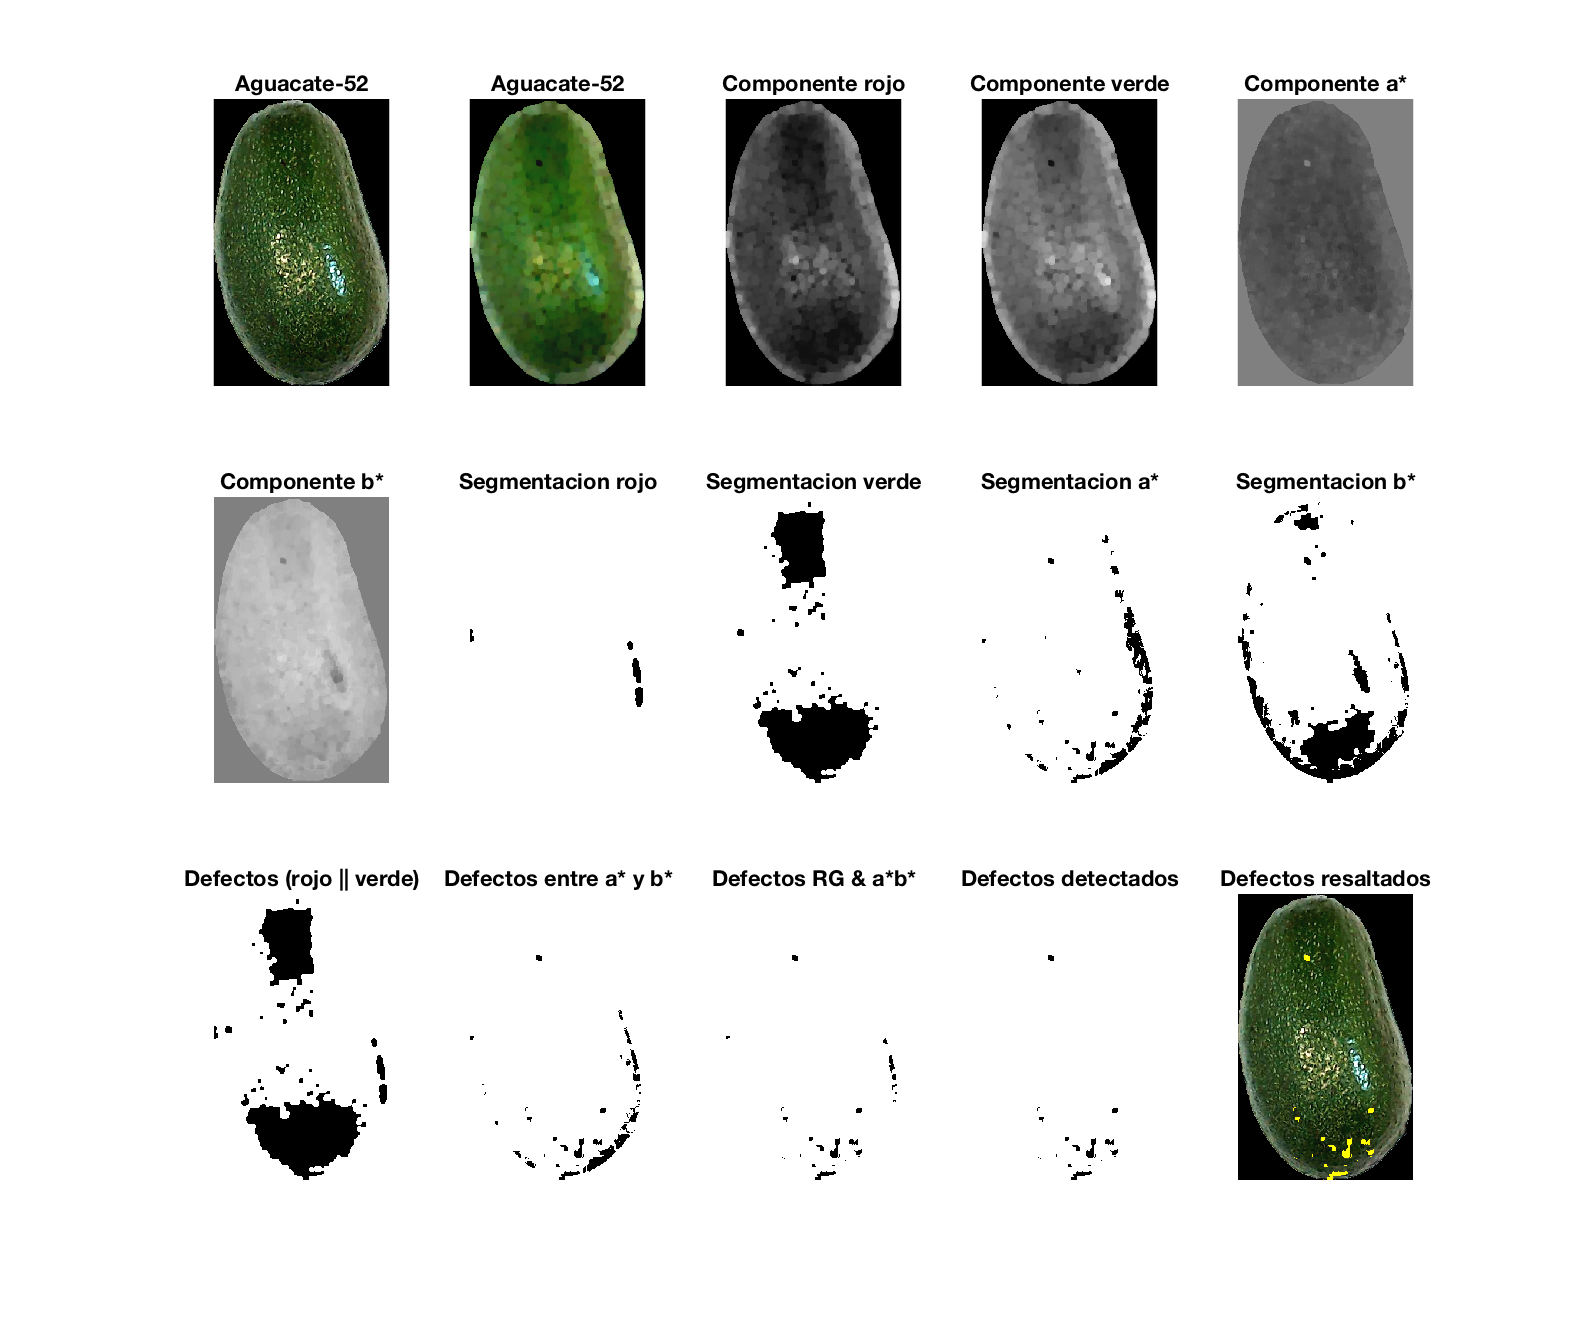 Aguacate-52
Aguacate-52
Componente rojo
Componente verde
Componente a*
Componente b*
Segmentacion rojo
Segmentacion verde
Segmentacion a*
Segmentacion b*
Defectos (rojo || verde)
Defectos entre a* y b*
Defectos RG & a*b*
Defectos detectados
Defectos resaltados